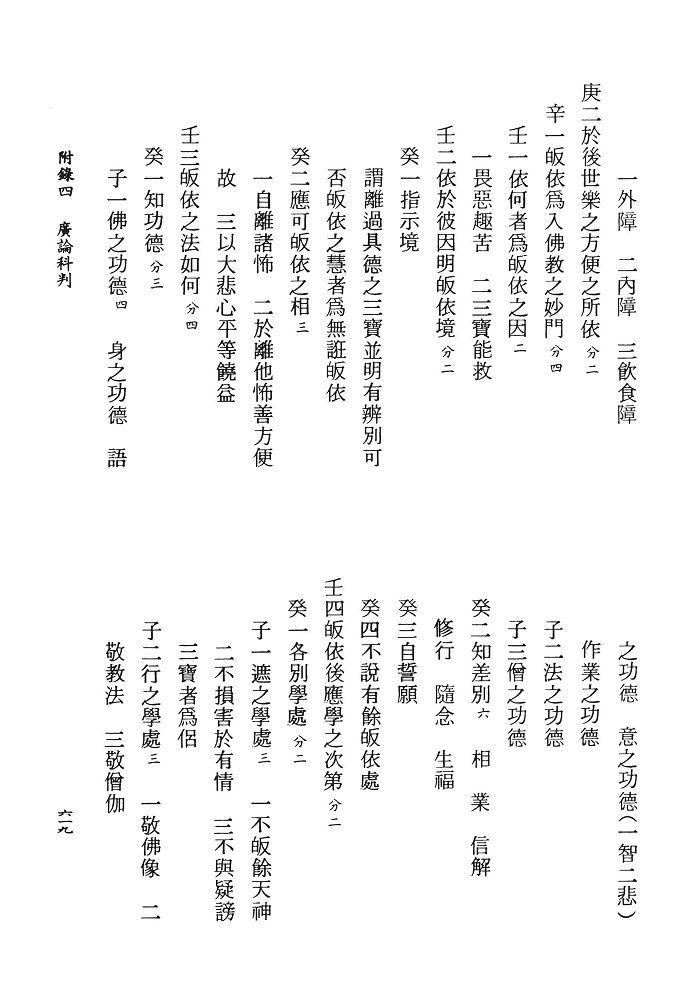 一外障　二內障　三飲食障
庚二於後世樂之方便之所依分二
辛一皈依爲入佛教之妙門分四
壬一依何者爲皈依之因二
一畏惡趣苦　二三寶能救
壬二依於彼因明皈依境分二
癸一指示境
謂離過具德之三寶並明有辨別可
否皈依之慧者爲無誑皈依
癸二應可皈依之相三
一自離諸怖　二於離他怖善方便
故　三以大悲心平等饒益
壬三皈依之法如何分四
癸一知功德分三
子一佛之功德四　身之功德　語
之功德　意之功德（一智二悲）
作業之功德
子二法之功德
子三僧之功德
癸二知差別六　相　業　信解
修行　隨念　生福
癸三自誓願
癸四不說有餘皈依處
壬四皈依後應學之次第分二
癸一各別學處分二
子一遮之學處三　一不皈餘天神
二不損害於有情　三不與疑謗
三寶者爲侶
子二行之學處三　一敬佛像　二
敬教法　三敬僧伽
附錄四　廣論科判
六一九